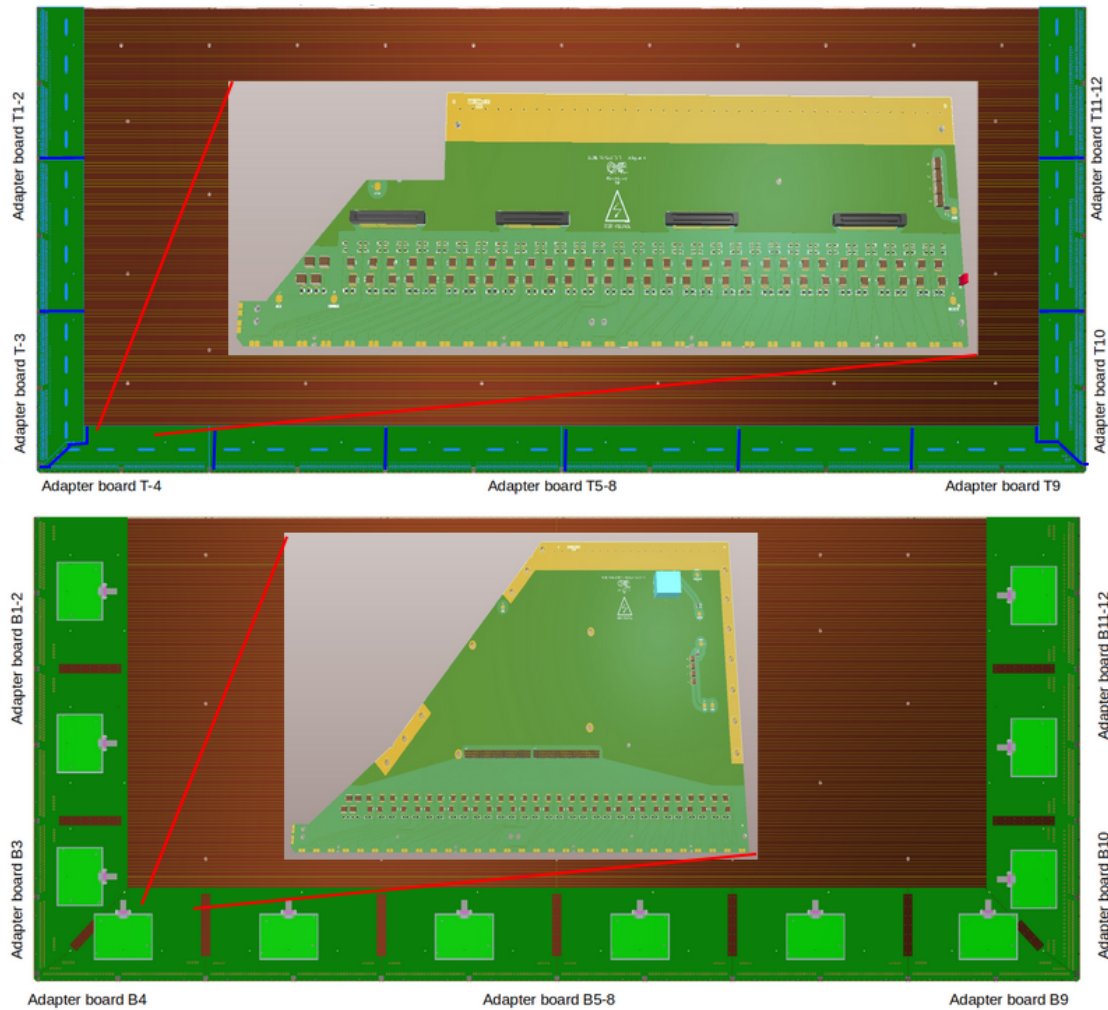 Adapter board T1-2
Adapter board T11-12
Adapter board T-3
Adapter board T10
Adapter board T-4
Adapter board T5-8
Adapter board T9
Adapter board B1-2
Adapter board B11-12
Adapter board B3
Adapter board B10
Adapter board B4
Adapter board B5-8
Adapter board B9